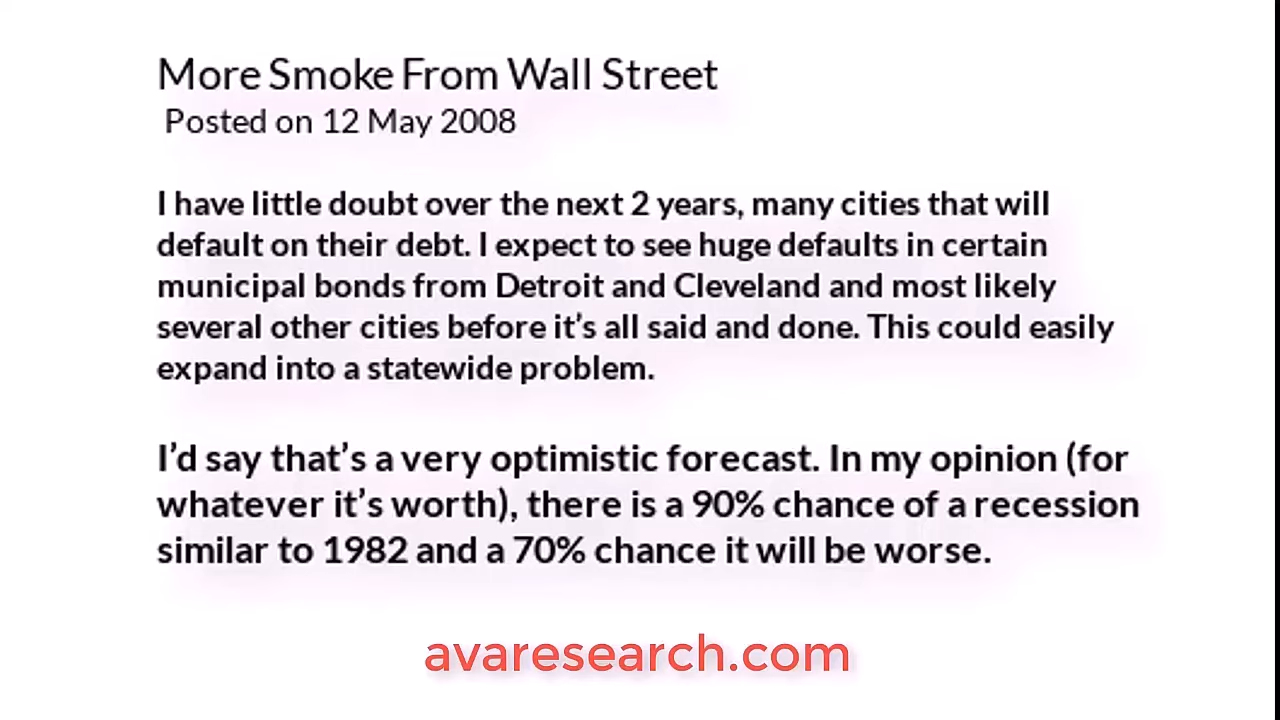 More Smoke From Wall Street
Posted on 12 May 2008
I have little doubt over the next 2 years, many cities that will
default on their debt. I expect to see huge defaults in certain
municipal bonds from Detroit and Cleveland and most likely
several other cities before it’s all said and done. This could easily
expand into a statewide problem.
I’d say that’s a very optimistic forecast. In my opinion (for
whatever it’s worth), there is a 90% chance of a recession
similar to 1982 and a 70% chance it will be worse.
avaresearch.com